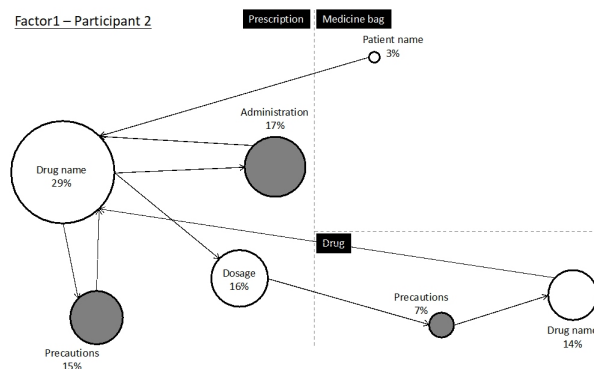 Factor1 – Participant 2
Prescription
Medicine bag
Patient name
3%
Administration
17%
Drug name
29%
Drug
Dosage
16%
Precautions
7%
Drug name
14%
Precautions
15%